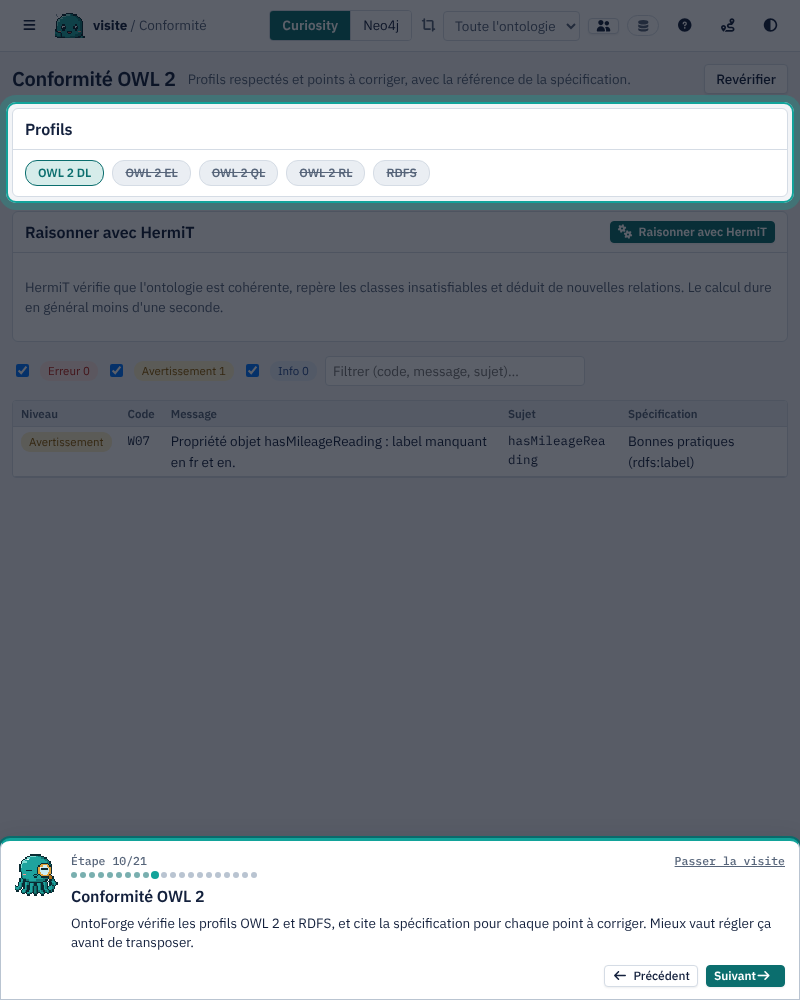 visite / Conformité
Curiosity
Neo4j
Toute l'ontologie
Conformité OWL 2
Profils respectés et points à corriger, avec la référence de la spécification.
Revérifier
Profils
OWL 2 DL
OWL 2 EL
OWL 2 QL
OWL 2 RL
RDFS
Raisonner avec HermiT
Raisonner avec HermiT
HermiT vérifie que l'ontologie est cohérente, repère les classes insatisfiables et déduit de nouvelles relations. Le calcul dure
en général moins d'une seconde.
Erreur 0
Avertissement 1
Info 0
Filtrer (code, message, sujet)…
Niveau
Code
Message
Sujet
Spécification
Avertissement
W07
Propriété objet hasMileageReading : label manquant
en fr et en.
hasMileageRea
ding
Bonnes pratiques
(rdfs:label)
Étape 10/21
Passer la visite
Conformité OWL 2
OntoForge vérifie les profils OWL 2 et RDFS, et cite la spécification pour chaque point à corriger. Mieux vaut régler ça
avant de transposer.
← Précédent
Suivant→